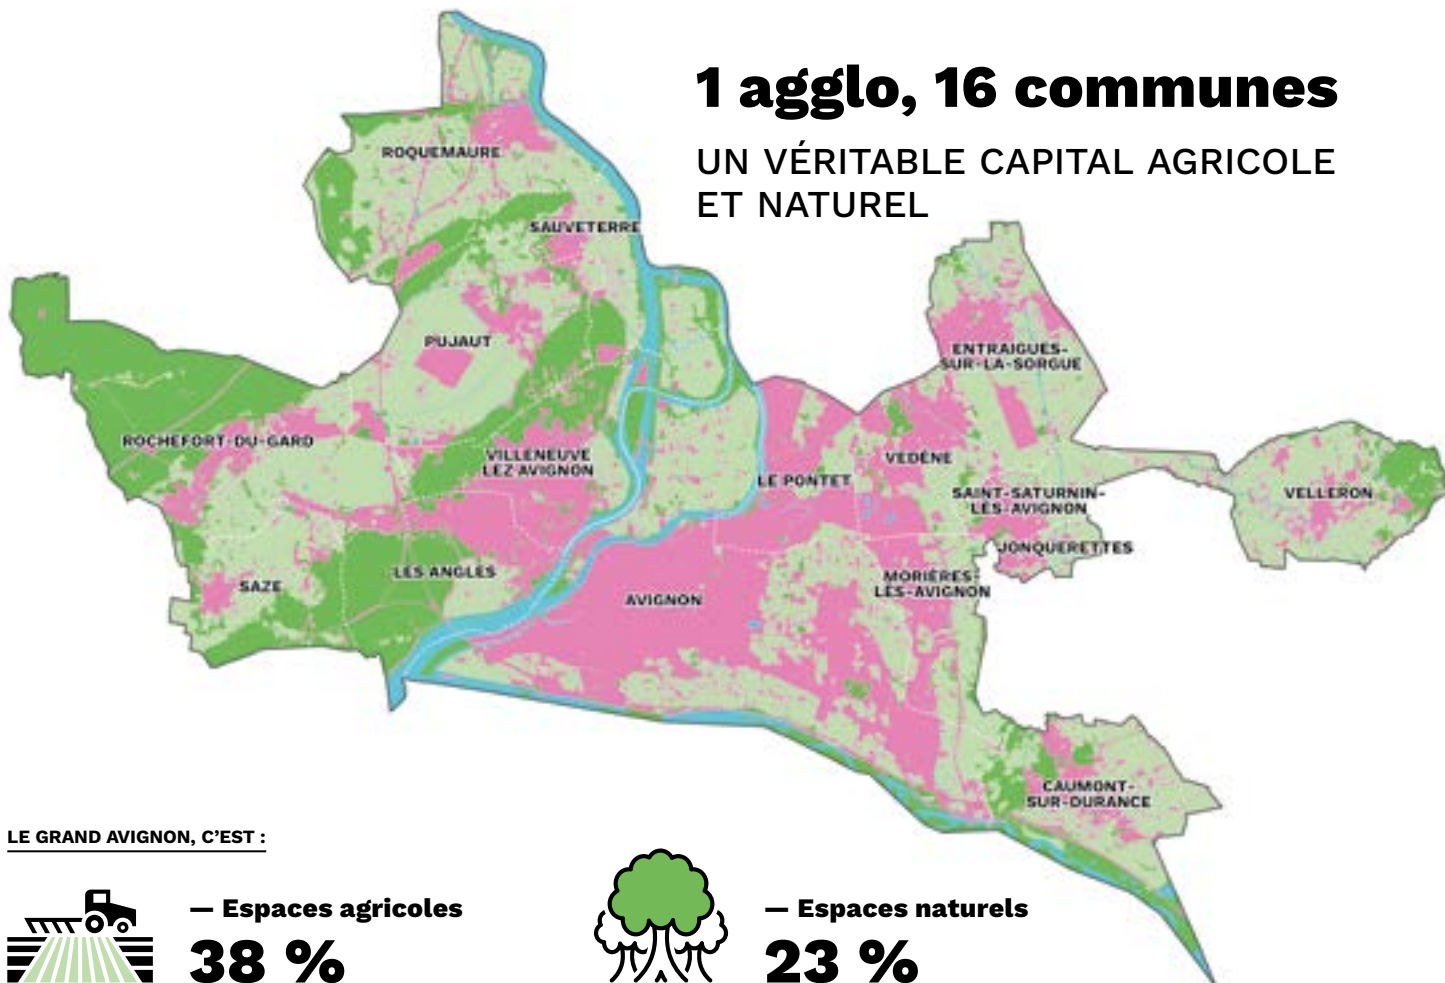 1 agglo, 16 communes
UN VÉRITABLE CAPITAL AGRICOLE
ET NATUREL
ROQUEMAURE
SAUVETERRE
PUJAUT
ENTRAIGUES-
SUR-LA-SORGUE
ROCHEFORT-DU-GARD
VILLENEUVE
LEZ AVIGNON
VEDÈNE
LE PONTET
SAINT-SATURNIN-
LÈS-AVIGNON
VELLERON
JONQUERETTES
SAZE
LES ANGLES
AVIGNON
MORIÈRES-
LÈS-AVIGNON
CAUMONT-
SUR-DURANCE
LE GRAND AVIGNON, C’EST :
— Espaces agricoles
38 %
— Espaces naturels
23 %